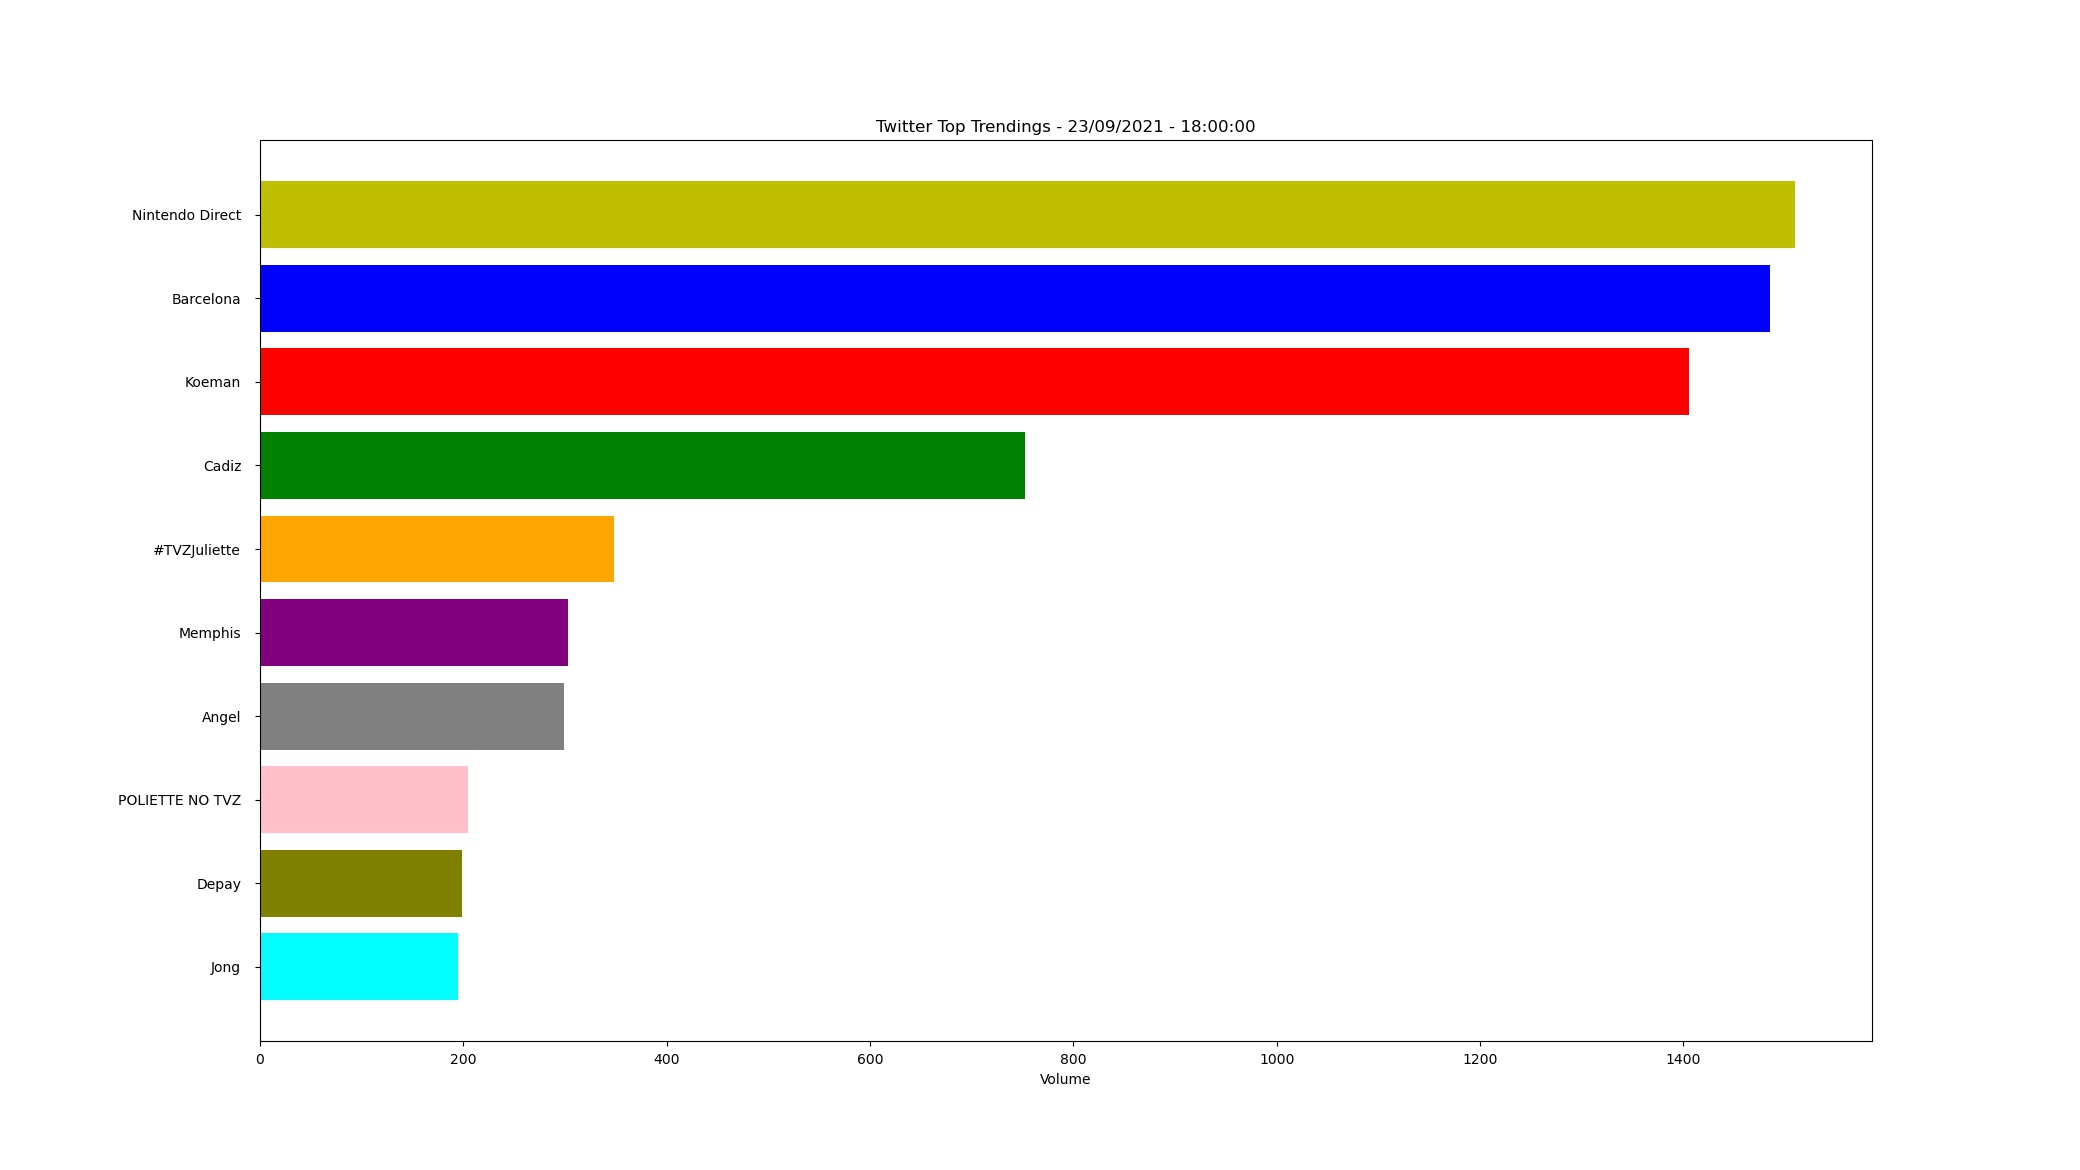 Twitter Top Trendings - 23/09/2021 - 18:00:00
Nintendo Direct
Barcelona
Koeman
Cadiz
#TVZJuliette
Memphis
Angel
POLIETTE NO TVZ
Depay
Jong
0 200 400 600 800 1000 1200 1400
Volume